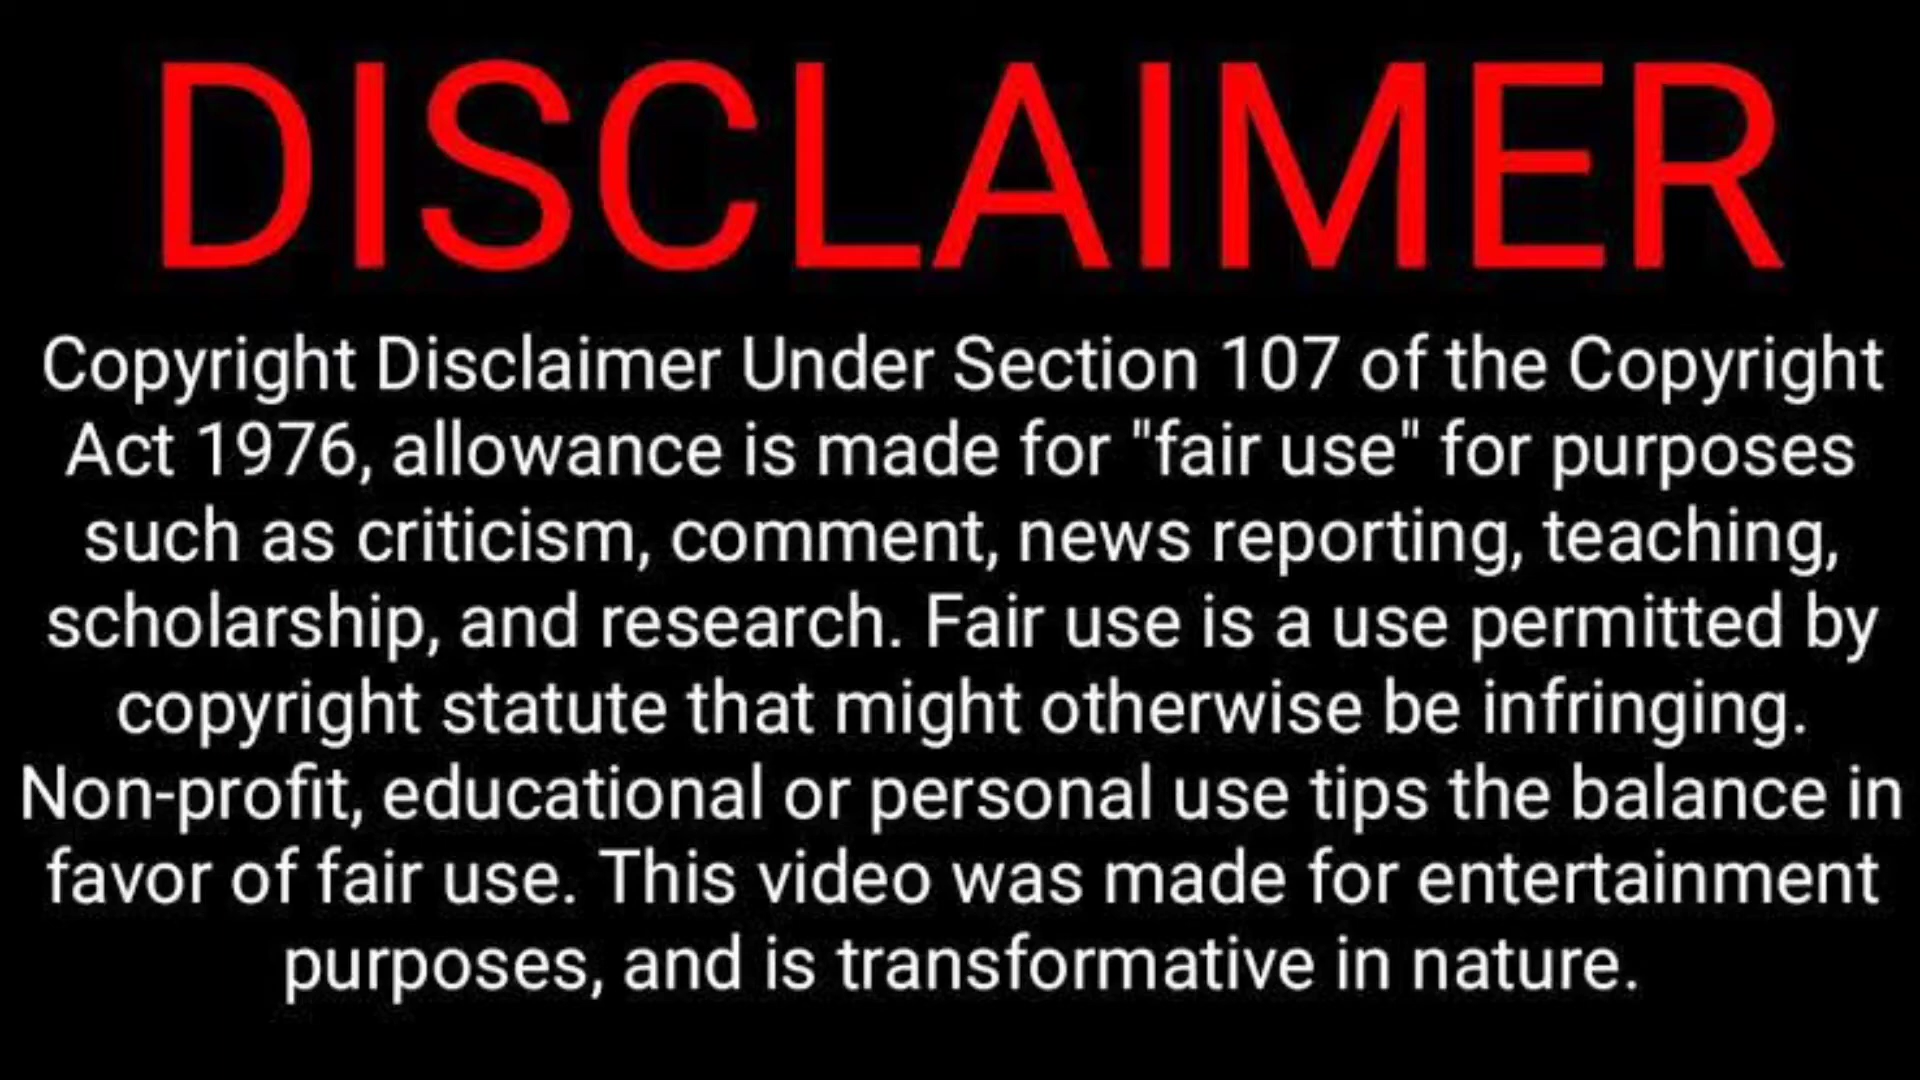 DISCLAIMER
Copyright Disclaimer Under Section 107 of the Copyright
Act 1976, allowance is made for "fair use" for purposes
such as criticism, comment, news reporting, teaching,
scholarship, and research. Fair use is a use permitted by
copyright statute that might otherwise be infringing.
Non-profit, educational or personal use tips the balance in
favor of fair use. This video was made for entertainment
purposes, and is transformative in nature.